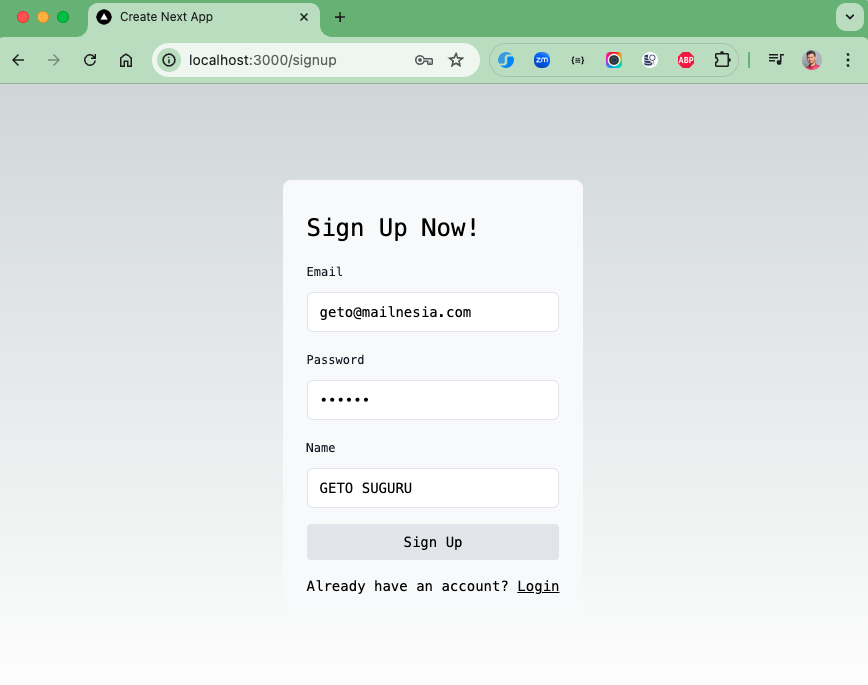 Create Next App
localhost:3000/signup
zm
ABP
Sign Up Now!
Email
geto@mailnesia.com
Password
••••••
Name
GETO SUGURU
Sign Up
Already have an account? Login